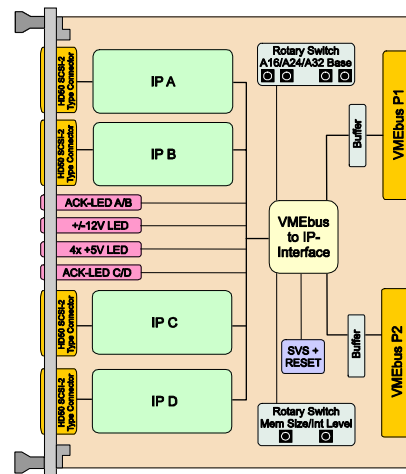 HD50 SCSI-2
Type Connector
IP A
Rotary Switch
A16/A24/A32 Base
VMEbus P1
Buffer
HD50 SCSI-2
Type Connector
IP B
ACK-LED A/B
+/-12V LED
4x +5V LED
ACK-LED C/D
VMEbus
to IP-
Interface
HD50 SCSI-2
Type Connector
IP C
SVS +
RESET
Buffer
VMEbus P2
HD50 SCSI-2
Type Connector
IP D
Rotary Switch
Mem Size/Int Level